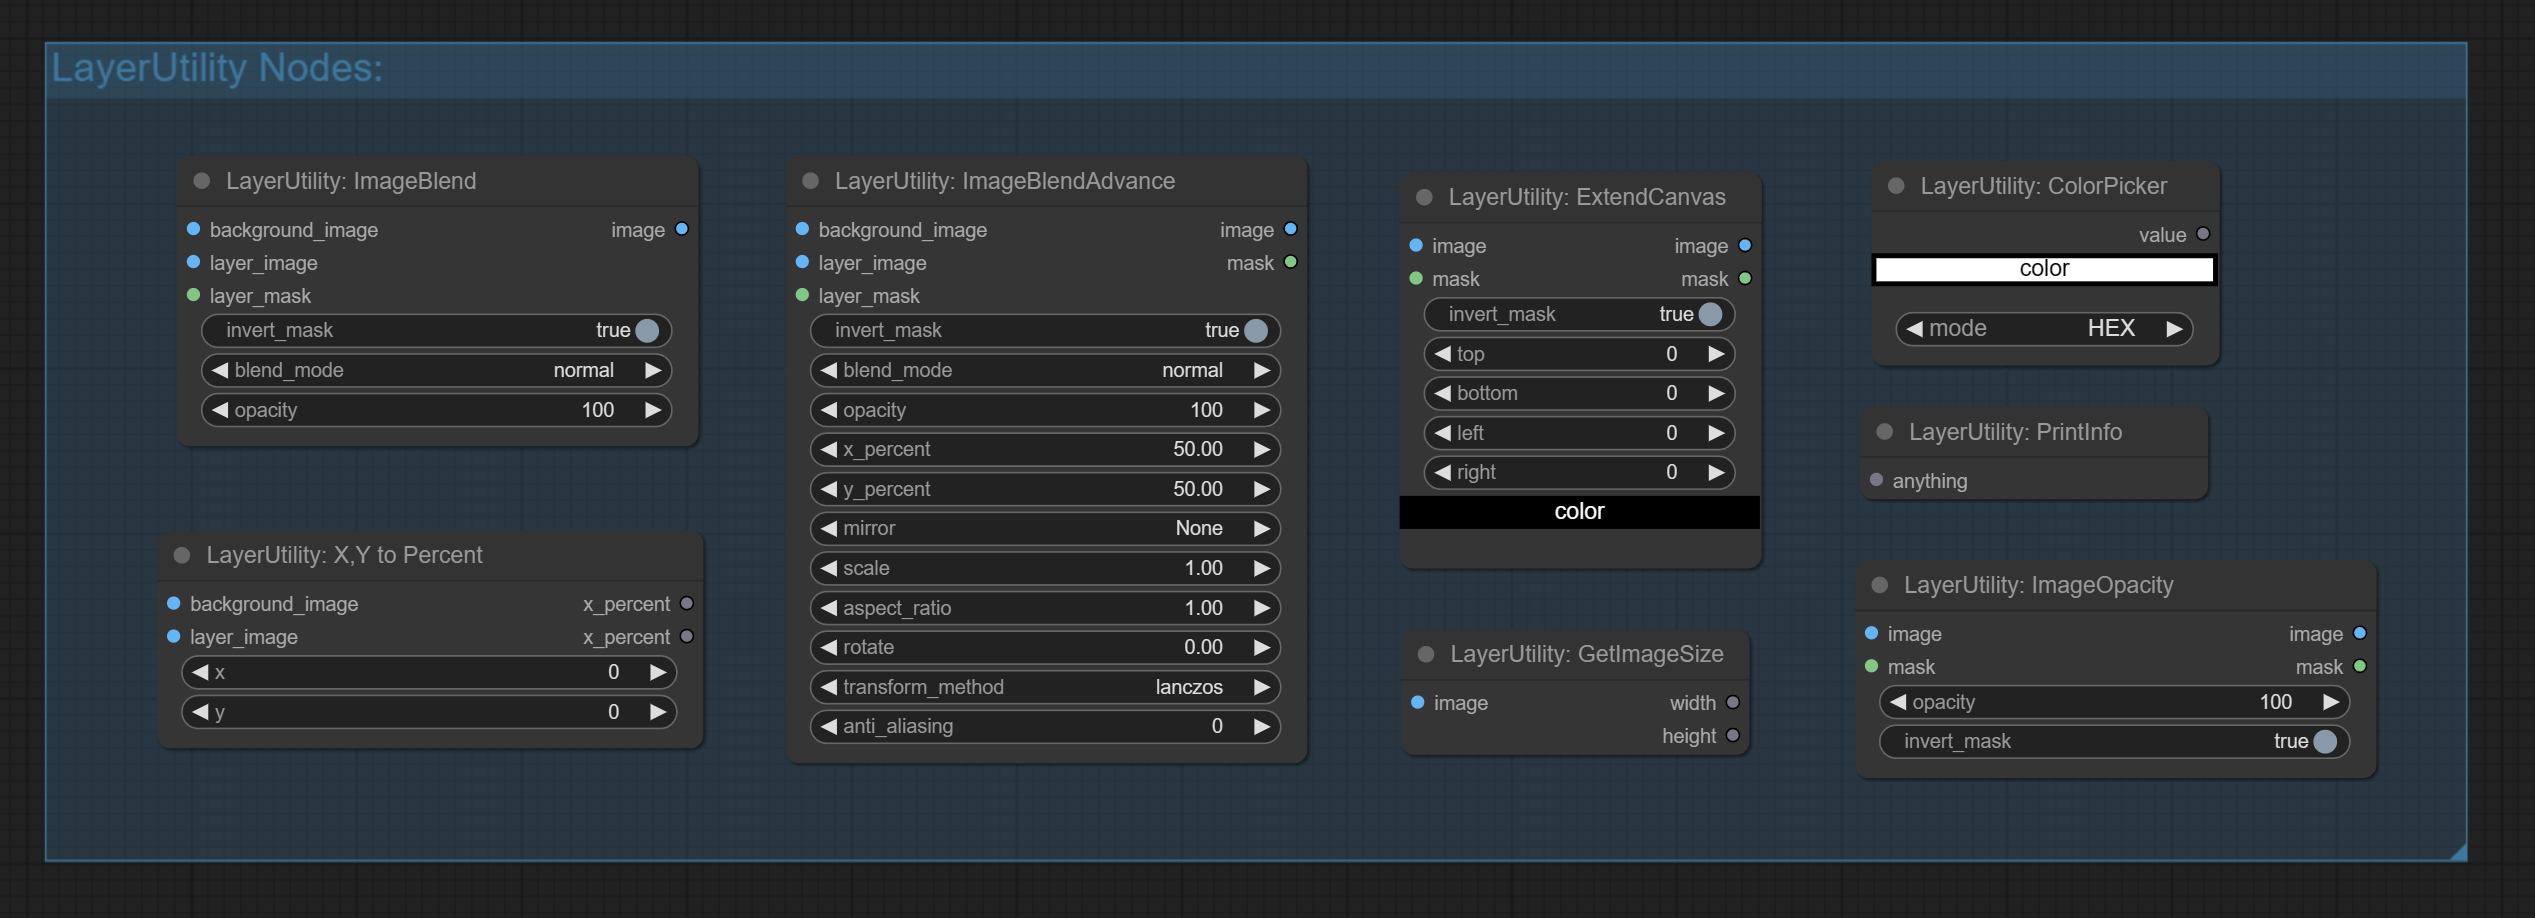 LayerUtility Nodes:
LayerUtility: ImageBlend
background_image image
layer_image
layer_mask
invert_mask true
blend_mode normal
opacity 100
LayerUtility: X,Y to Percent
background_image x_percent
layer_image x_percent
x 0
y 0
LayerUtility: ImageBlendAdvance
background_image image
layer_image mask
layer_mask
invert_mask true
blend_mode normal
opacity 100
x_percent 50.00
y_percent 50.00
mirror None
scale 1.00
aspect_ratio 1.00
rotate 0.00
transform_method lanczos
anti_aliasing 0
LayerUtility: ExtendCanvas
image image
mask mask
invert_mask true
top 0
bottom 0
left 0
right 0
color
LayerUtility: GetImageSize
image width
height
LayerUtility: ColorPicker
value
color
mode HEX
LayerUtility: PrintInfo
anything
LayerUtility: ImageOpacity
image image
mask mask
opacity 100
invert_mask true